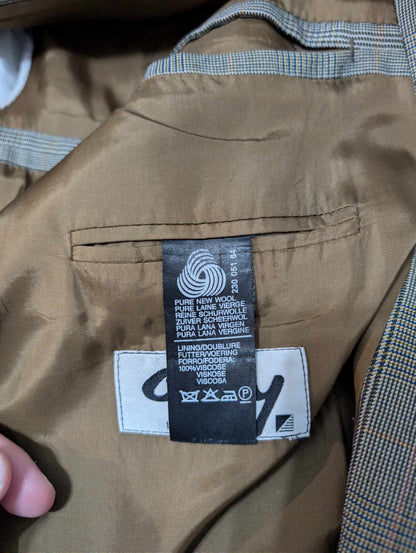 230 051 64
PURE NEW WOOL
PURE LAINE VIERGE
REINE SCHURWOLLE
ZUIVER SCHEERWOL
PURA LANA VIRGEN
PURA LANA VERGINE
LINING/DOUBLURE
FUTTER/VOERING
FORRO/FODERA:
100%VISCOSE
VISKOSE
VISCOSA
P